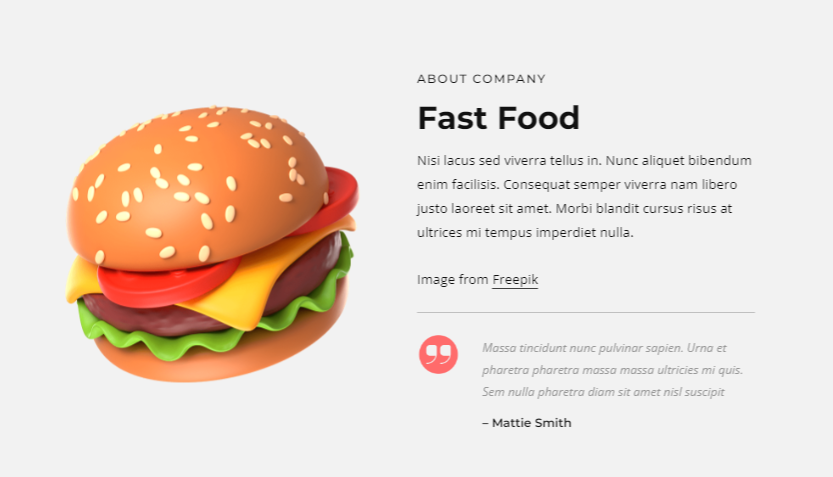 ABOUT COMPANY
Fast Food
Nisi lacus sed viverra tellus in. Nunc aliquet bibendum
enim facilisis. Consequat semper viverra nam libero
justo laoreet sit amet. Morbi blandit cursus risus at
ultrices mi tempus imperdiet nulla.
Image from Freepik
Massa tincidunt nunc pulvinar sapien. Urna et
pharetra pharetra massa massa ultricies mi quis.
Sem nulla pharetra diam sit amet nisl suscipit
– Mattie Smith